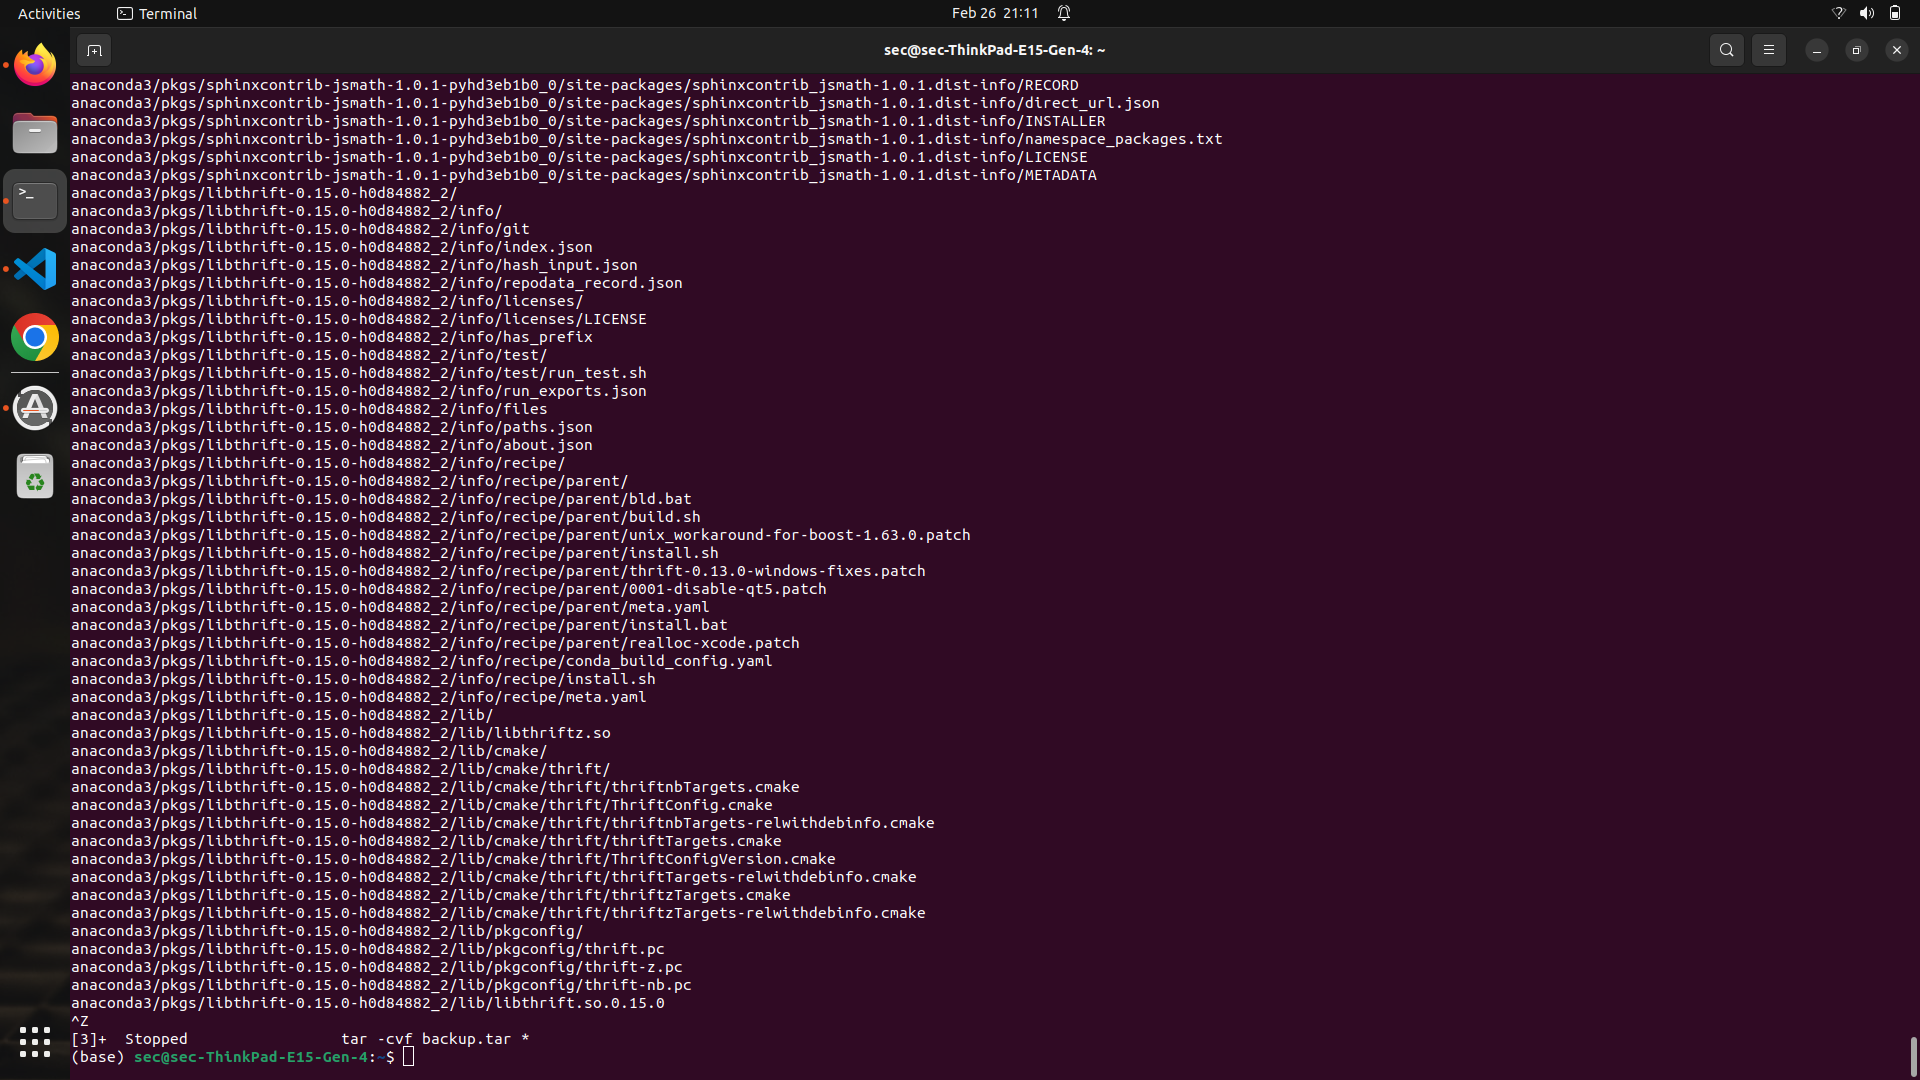 Activities
Terminal
Feb 26 21:11
sec@sec-ThinkPad-E15-Gen-4: ~
anaconda3/pkgs/sphinxcontrib-jsmath-1.0.1-pyhd3eb1b0_0/site-packages/sphinxcontrib_jsmath-1.0.1.dist-info/RECORD
anaconda3/pkgs/sphinxcontrib-jsmath-1.0.1-pyhd3eb1b0_0/site-packages/sphinxcontrib_jsmath-1.0.1.dist-info/direct_url.json
anaconda3/pkgs/sphinxcontrib-jsmath-1.0.1-pyhd3eb1b0_0/site-packages/sphinxcontrib_jsmath-1.0.1.dist-info/INSTALLER
anaconda3/pkgs/sphinxcontrib-jsmath-1.0.1-pyhd3eb1b0_0/site-packages/sphinxcontrib_jsmath-1.0.1.dist-info/namespace_packages.txt
anaconda3/pkgs/sphinxcontrib-jsmath-1.0.1-pyhd3eb1b0_0/site-packages/sphinxcontrib_jsmath-1.0.1.dist-info/LICENSE
anaconda3/pkgs/sphinxcontrib-jsmath-1.0.1-pyhd3eb1b0_0/site-packages/sphinxcontrib_jsmath-1.0.1.dist-info/METADATA
anaconda3/pkgs/libthrift-0.15.0-h0d84882_2/
anaconda3/pkgs/libthrift-0.15.0-h0d84882_2/info/
anaconda3/pkgs/libthrift-0.15.0-h0d84882_2/info/git
anaconda3/pkgs/libthrift-0.15.0-h0d84882_2/info/index.json
anaconda3/pkgs/libthrift-0.15.0-h0d84882_2/info/hash_input.json
anaconda3/pkgs/libthrift-0.15.0-h0d84882_2/info/repodata_record.json
anaconda3/pkgs/libthrift-0.15.0-h0d84882_2/info/licenses/
anaconda3/pkgs/libthrift-0.15.0-h0d84882_2/info/licenses/LICENSE
anaconda3/pkgs/libthrift-0.15.0-h0d84882_2/info/has_prefix
anaconda3/pkgs/libthrift-0.15.0-h0d84882_2/info/test/
anaconda3/pkgs/libthrift-0.15.0-h0d84882_2/info/test/run_test.sh
anaconda3/pkgs/libthrift-0.15.0-h0d84882_2/info/run_exports.json
anaconda3/pkgs/libthrift-0.15.0-h0d84882_2/info/files
anaconda3/pkgs/libthrift-0.15.0-h0d84882_2/info/paths.json
anaconda3/pkgs/libthrift-0.15.0-h0d84882_2/info/about.json
anaconda3/pkgs/libthrift-0.15.0-h0d84882_2/info/recipe/
anaconda3/pkgs/libthrift-0.15.0-h0d84882_2/info/recipe/parent/
anaconda3/pkgs/libthrift-0.15.0-h0d84882_2/info/recipe/parent/bld.bat
anaconda3/pkgs/libthrift-0.15.0-h0d84882_2/info/recipe/parent/build.sh
anaconda3/pkgs/libthrift-0.15.0-h0d84882_2/info/recipe/parent/unix_workaround-for-boost-1.63.0.patch
anaconda3/pkgs/libthrift-0.15.0-h0d84882_2/info/recipe/parent/install.sh
anaconda3/pkgs/libthrift-0.15.0-h0d84882_2/info/recipe/parent/thrift-0.13.0-windows-fixes.patch
anaconda3/pkgs/libthrift-0.15.0-h0d84882_2/info/recipe/parent/0001-disable-qt5.patch
anaconda3/pkgs/libthrift-0.15.0-h0d84882_2/info/recipe/parent/meta.yaml
anaconda3/pkgs/libthrift-0.15.0-h0d84882_2/info/recipe/parent/install.bat
anaconda3/pkgs/libthrift-0.15.0-h0d84882_2/info/recipe/parent/realloc-xcode.patch
anaconda3/pkgs/libthrift-0.15.0-h0d84882_2/info/recipe/conda_build_config.yaml
anaconda3/pkgs/libthrift-0.15.0-h0d84882_2/info/recipe/install.sh
anaconda3/pkgs/libthrift-0.15.0-h0d84882_2/info/recipe/meta.yaml
anaconda3/pkgs/libthrift-0.15.0-h0d84882_2/lib/
anaconda3/pkgs/libthrift-0.15.0-h0d84882_2/lib/libthriftz.so
anaconda3/pkgs/libthrift-0.15.0-h0d84882_2/lib/cmake/
anaconda3/pkgs/libthrift-0.15.0-h0d84882_2/lib/cmake/thrift/
anaconda3/pkgs/libthrift-0.15.0-h0d84882_2/lib/cmake/thrift/thriftnbTargets.cmake
anaconda3/pkgs/libthrift-0.15.0-h0d84882_2/lib/cmake/thrift/ThriftConfig.cmake
anaconda3/pkgs/libthrift-0.15.0-h0d84882_2/lib/cmake/thrift/thriftnbTargets-relwithdebinfo.cmake
anaconda3/pkgs/libthrift-0.15.0-h0d84882_2/lib/cmake/thrift/thriftTargets.cmake
anaconda3/pkgs/libthrift-0.15.0-h0d84882_2/lib/cmake/thrift/ThriftConfigVersion.cmake
anaconda3/pkgs/libthrift-0.15.0-h0d84882_2/lib/cmake/thrift/thriftTargets-relwithdebinfo.cmake
anaconda3/pkgs/libthrift-0.15.0-h0d84882_2/lib/cmake/thrift/thriftzTargets.cmake
anaconda3/pkgs/libthrift-0.15.0-h0d84882_2/lib/cmake/thrift/thriftzTargets-relwithdebinfo.cmake
anaconda3/pkgs/libthrift-0.15.0-h0d84882_2/lib/pkgconfig/
anaconda3/pkgs/libthrift-0.15.0-h0d84882_2/lib/pkgconfig/thrift.pc
anaconda3/pkgs/libthrift-0.15.0-h0d84882_2/lib/pkgconfig/thrift-z.pc
anaconda3/pkgs/libthrift-0.15.0-h0d84882_2/lib/pkgconfig/thrift-nb.pc
anaconda3/pkgs/libthrift-0.15.0-h0d84882_2/lib/libthrift.so.0.15.0
^Z
[3]+  Stopped                 tar -cvf backup.tar *
(base) sec@sec-ThinkPad-E15-Gen-4:~$